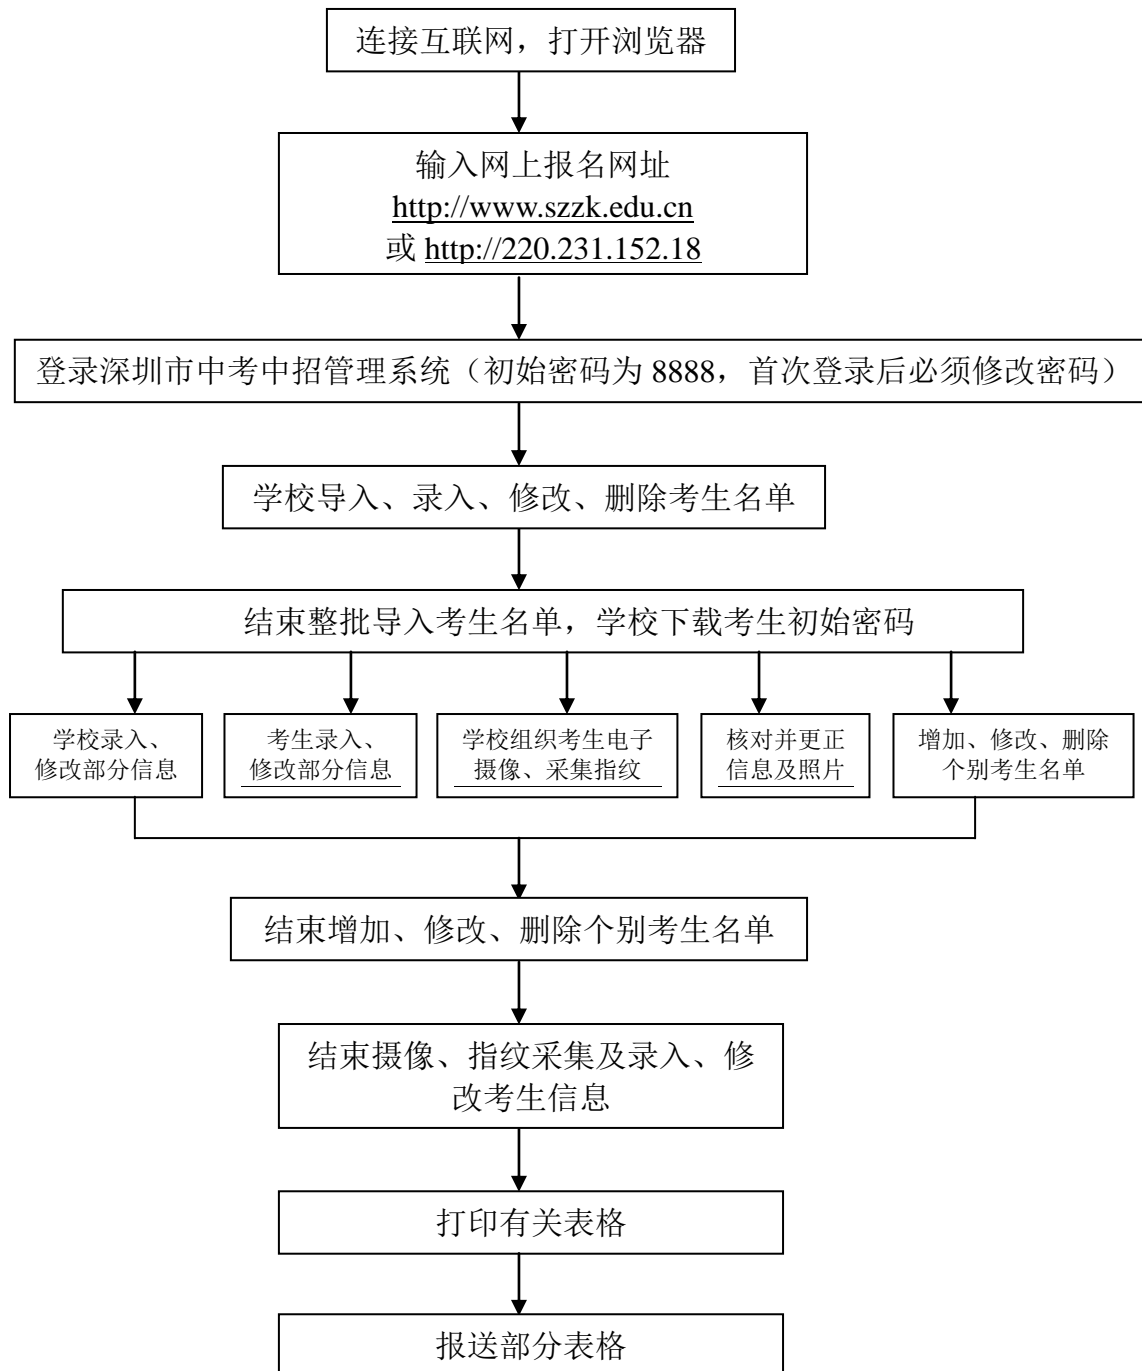 连接互联网，打开浏览器
输入网上报名网址
http://www.szzk.edu.cn
或 http://220.231.152.18
登录深圳市中考中招管理系统（初始密码为 8888，首次登录后必须修改密码）
学校导入、录入、修改、删除考生名单
结束整批导入考生名单，学校下载考生初始密码
学校录入、
修改部分信息
考生录入、
修改部分信息
学校组织考生电子
摄像、采集指纹
核对并更正
信息及照片
增加、修改、删除
个别考生名单
结束增加、修改、删除个别考生名单
结束摄像、指纹采集及录入、修
改考生信息
打印有关表格
报送部分表格